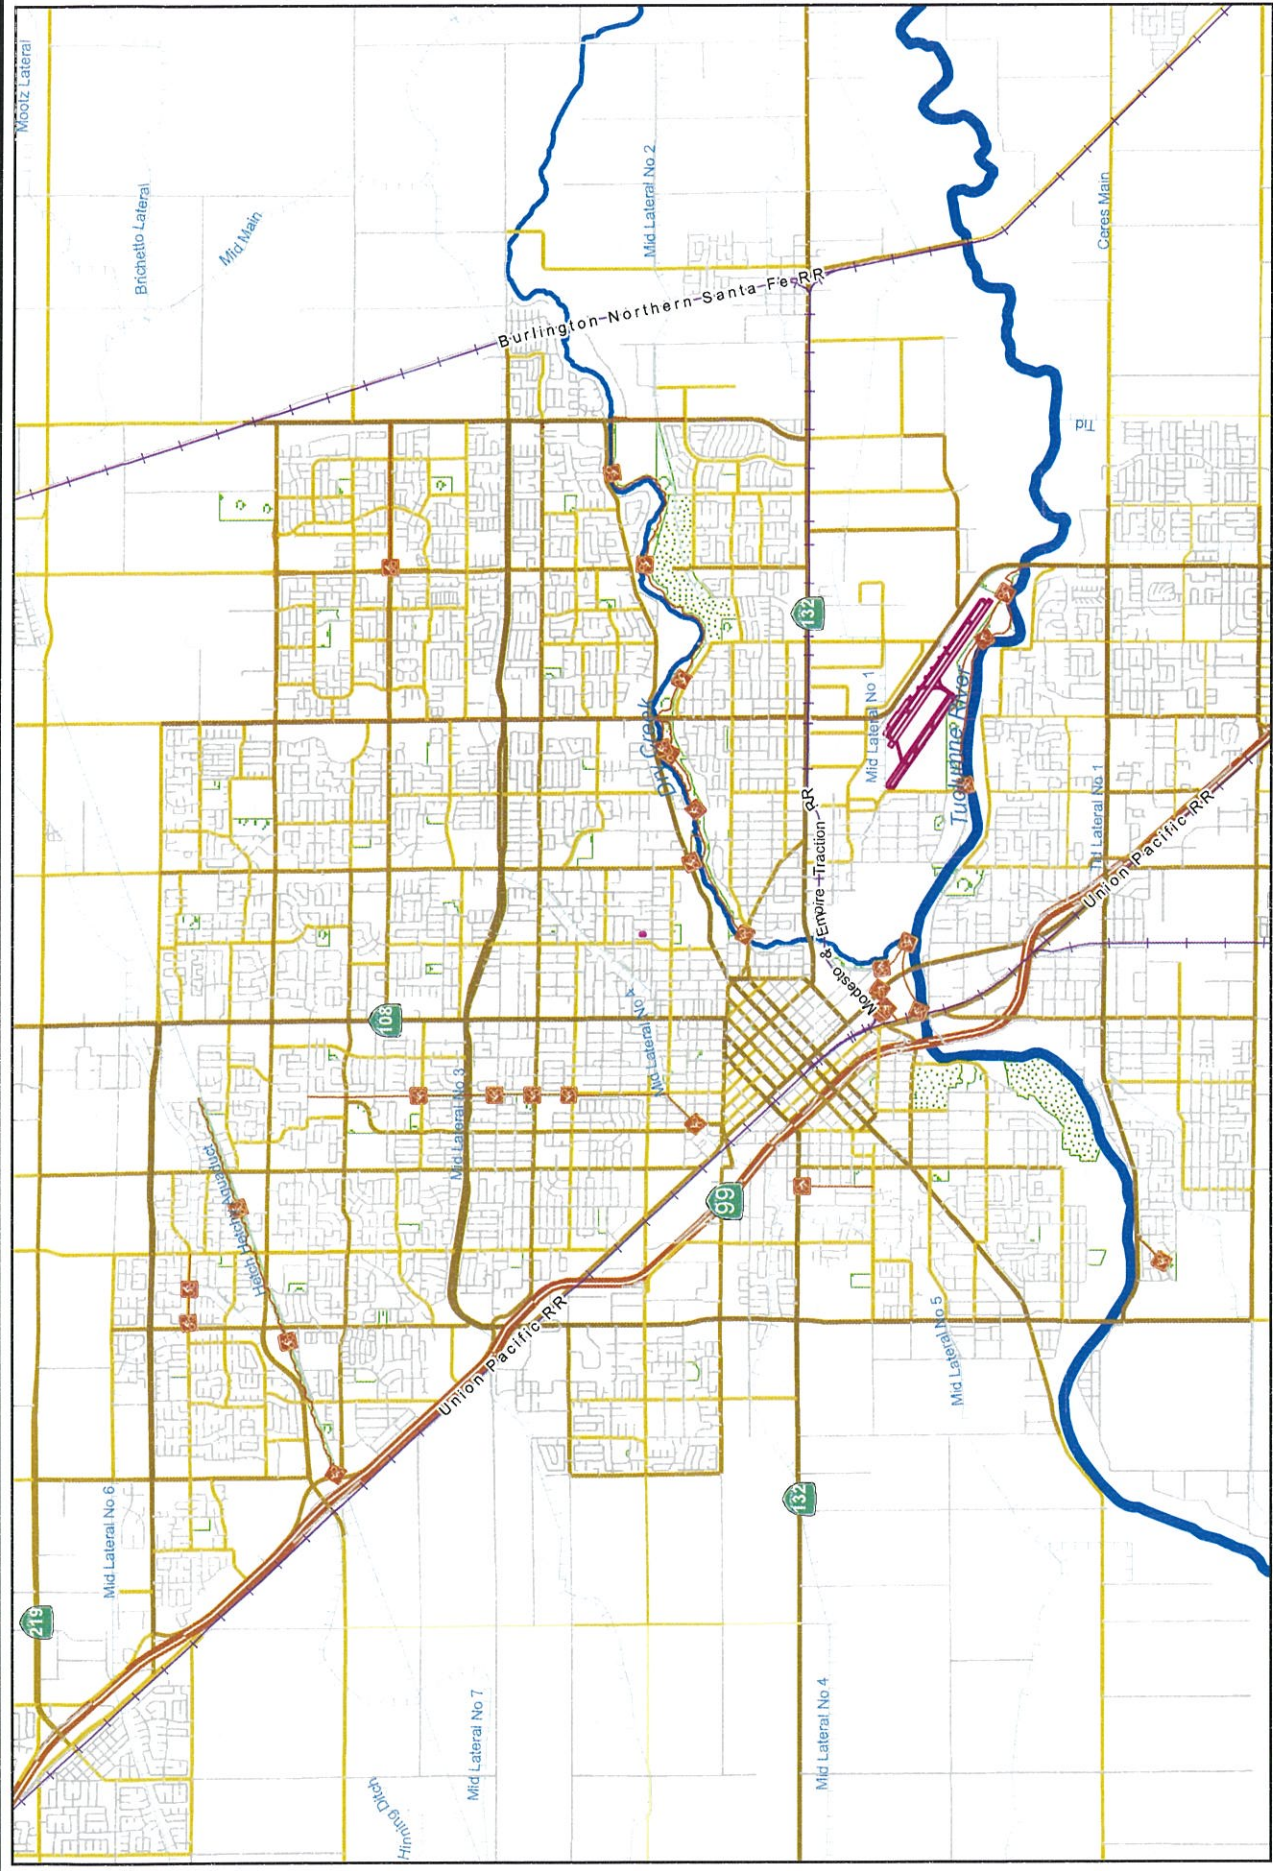 Mootz Lateral
Brichetto Lateral
Mid Main
Mid Lateral No 2
Burlington Northern Santa Fe RR
Ceres Main
Tid
132
Dry Creek
Mid Lateral No 1
Tuolumne River
Tid Lateral No 1
Union Pacific RR
Modesto & Empire Traction RR
108
Mid Lateral No 4
Mid Lateral No 3
Hetch Hetchy Aquaduct
99
Union Pacific RR
Mid Lateral No 5
132
Mid Lateral No 6
219
Mid Lateral No 7
Mid Lateral No 4
Hinning Ditch